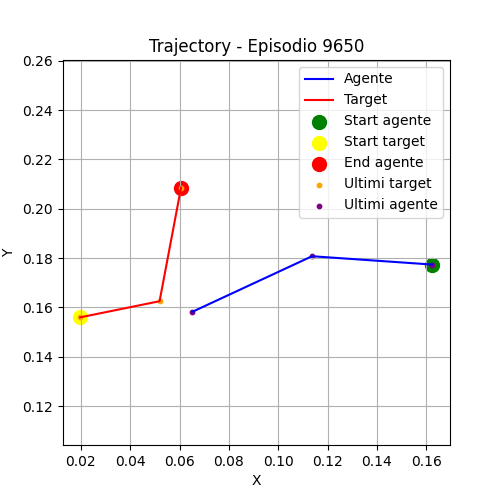 Trajectory - Episodio 9650
0.26
0.24
0.22
0.20
0.18
0.16
0.14
0.12
Y
0.02 0.04 0.06 0.08 0.10 0.12 0.14 0.16
X
Agente
Target
Start agente
Start target
End agente
Ultimi target
Ultimi agente